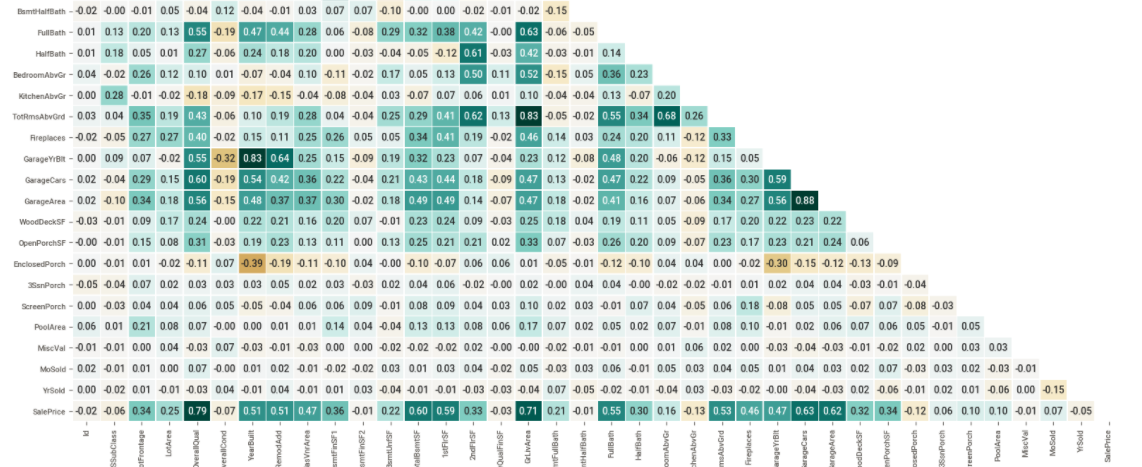 BsmtHalfBath -0.02 -0.00 -0.01 0.05 -0.04 0.12 -0.04 -0.01 0.03 0.07 0.07 -0.10 -0.00 0.00 -0.02 -0.01 -0.02 -0.15
FullBath 0.01 0.13 0.20 0.13 0.55 -0.19 0.47 0.44 0.28 0.06 -0.08 0.29 0.32 0.38 0.42 -0.00 0.63 -0.06 -0.05
HalfBath 0.01 0.18 0.05 0.01 0.27 -0.06 0.24 0.18 0.20 0.00 -0.03 -0.04 -0.05 -0.12 0.61 -0.03 0.42 -0.03 -0.01 0.14
BedroomAbvGr 0.04 -0.02 0.26 0.12 0.10 0.01 -0.07 -0.04 0.10 -0.11 -0.02 0.17 0.05 0.13 0.50 0.11 0.52 -0.15 0.05 0.36 0.23
KitchenAbvGr 0.00 0.28 -0.01 -0.02 -0.18 -0.09 -0.17 -0.15 -0.04 -0.08 -0.04 0.03 -0.07 0.07 0.06 0.01 0.10 -0.04 -0.04 0.13 -0.07 0.20
TotRmsAbvGrd 0.03 0.04 0.35 0.19 0.43 -0.06 0.10 0.19 0.28 0.04 -0.04 0.25 0.29 0.41 0.62 0.13 0.83 -0.05 -0.02 0.55 0.34 0.68 0.26
Fireplaces -0.02 -0.05 0.27 0.27 0.40 -0.02 0.15 0.11 0.25 0.26 0.05 0.05 0.34 0.41 0.19 -0.02 0.46 0.14 0.03 0.24 0.20 0.11 -0.12 0.33
GarageYrBlt 0.00 0.09 0.07 -0.02 0.55 -0.32 0.83 0.64 0.25 0.15 -0.09 0.19 0.32 0.23 0.07 -0.04 0.23 0.12 -0.08 0.48 0.20 -0.06 -0.12 0.15 0.05
GarageCars 0.02 -0.04 0.29 0.15 0.60 -0.19 0.54 0.42 0.36 0.22 -0.04 0.21 0.43 0.44 0.18 -0.09 0.47 0.13 -0.02 0.47 0.22 0.09 -0.05 0.36 0.30 0.59
GarageArea 0.02 -0.10 0.34 0.18 0.56 -0.15 0.48 0.37 0.37 0.30 -0.02 0.18 0.49 0.49 0.14 -0.07 0.47 0.18 -0.02 0.41 0.16 0.07 -0.06 0.34 0.27 0.56 0.88
WoodDeckSF -0.03 -0.01 0.09 0.17 0.24 -0.00 0.22 0.21 0.16 0.20 0.07 -0.01 0.23 0.24 0.09 -0.03 0.25 0.18 0.04 0.19 0.11 0.05 -0.09 0.17 0.20 0.22 0.23 0.22
OpenPorchSF -0.00 -0.01 0.15 0.08 0.31 -0.03 0.19 0.23 0.13 0.11 0.00 0.13 0.25 0.21 0.21 0.02 0.33 0.07 -0.03 0.26 0.20 0.09 -0.07 0.23 0.17 0.23 0.21 0.24 0.06
EnclosedPorch 0.00 -0.01 0.01 -0.02 -0.11 0.07 -0.39 -0.19 -0.11 -0.10 0.04 -0.00 -0.10 -0.07 0.06 0.06 0.01 -0.05 -0.01 -0.12 -0.10 0.04 0.04 0.00 -0.02 -0.30 -0.15 -0.12 -0.13 -0.09
3SsnPorch -0.05 -0.04 0.07 0.02 0.03 0.03 0.03 0.05 0.02 0.03 -0.03 0.02 0.04 0.06 -0.02 -0.00 0.02 -0.00 0.04 0.04 -0.00 -0.02 -0.02 -0.01 0.01 0.02 0.04 0.04 -0.03 -0.01 -0.04
ScreenPorch 0.00 -0.03 0.04 0.04 0.06 0.05 -0.05 -0.04 0.06 0.06 0.09 -0.01 0.08 0.09 0.04 0.03 0.10 0.02 0.03 -0.01 0.07 0.04 -0.05 0.06 0.18 -0.08 0.05 0.05 -0.07 0.07 -0.08 -0.03
PoolArea 0.06 0.01 0.21 0.08 0.07 -0.00 0.00 0.01 0.01 0.14 0.04 -0.04 0.13 0.13 0.08 0.06 0.17 0.07 0.02 0.05 0.02 0.07 -0.01 0.08 0.10 -0.01 0.02 0.06 0.07 0.06 0.05 -0.01 0.05
MiscVal -0.01 -0.01 0.00 0.04 -0.03 0.07 -0.03 -0.01 -0.03 0.00 0.00 -0.02 -0.02 -0.02 0.02 -0.00 -0.00 -0.02 -0.01 -0.01 0.00 0.01 0.06 0.02 0.00 -0.03 -0.04 -0.03 -0.01 -0.02 0.02 0.00 0.03 0.03
MoSold 0.02 -0.01 0.01 0.00 0.07 -0.00 0.01 0.02 -0.01 -0.02 -0.02 0.03 0.01 0.03 0.04 -0.02 0.05 -0.03 0.03 0.06 -0.01 0.05 0.03 0.04 0.05 0.01 0.04 0.03 0.02 0.07 -0.03 0.03 0.02 -0.03 -0.01
YrSold 0.00 -0.02 0.01 -0.01 -0.03 0.04 -0.01 0.04 -0.01 0.01 0.03 -0.04 -0.01 -0.01 -0.03 -0.03 -0.04 0.07 -0.05 -0.02 -0.01 -0.04 0.03 -0.03 -0.02 -0.00 -0.04 -0.03 0.02 -0.06 -0.01 0.02 0.01 -0.06 0.00 -0.15
SalePrice -0.02 -0.06 0.34 0.25 0.79 -0.07 0.51 0.51 0.47 0.36 -0.01 0.22 0.60 0.59 0.33 -0.03 0.71 0.21 -0.01 0.55 0.30 0.16 -0.13 0.53 0.46 0.47 0.63 0.62 0.32 0.34 -0.12 0.06 0.10 0.10 -0.01 0.07 -0.05
Id SSubClass LotArea YearBuilt 1stFlrSF 2ndFlrSF GrLivArea FullBath HalfBath Fireplaces PoolArea MiscVal MoSold YrSold SalePrice